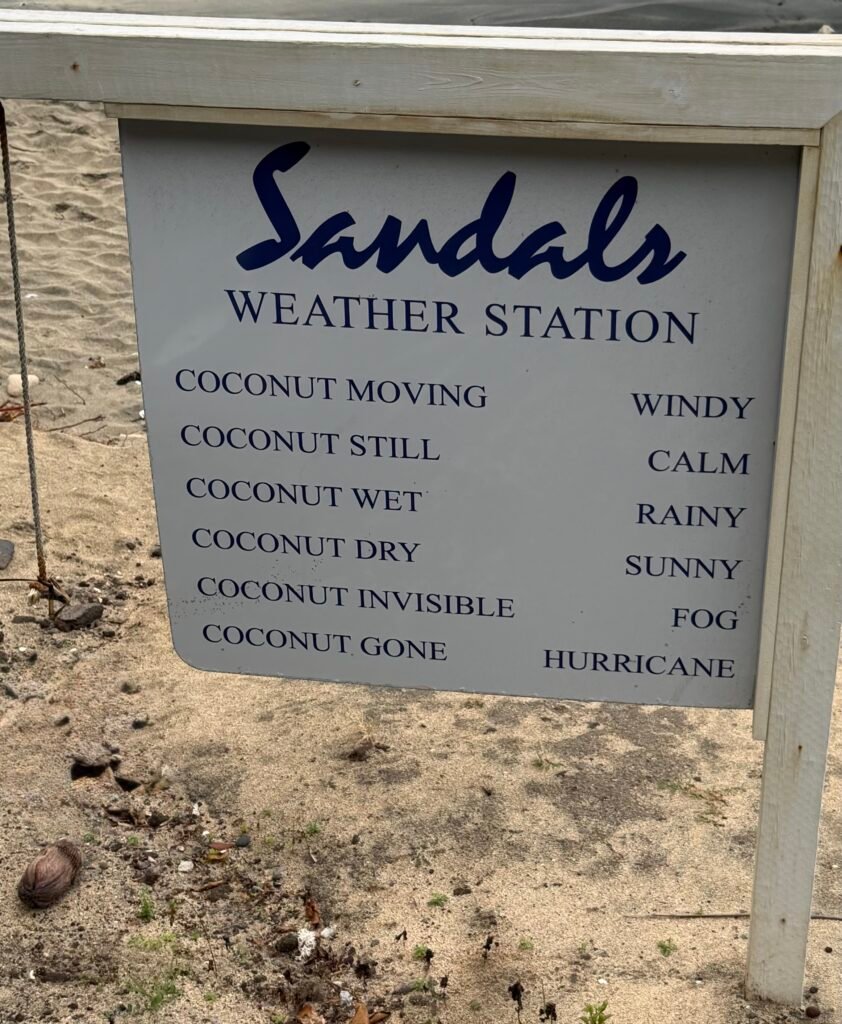 Sandals
WEATHER STATION
COCONUT MOVING WINDY
COCONUT STILL CALM
COCONUT WET RAINY
COCONUT DRY SUNNY
COCONUT INVISIBLE FOG
COCONUT GONE HURRICANE